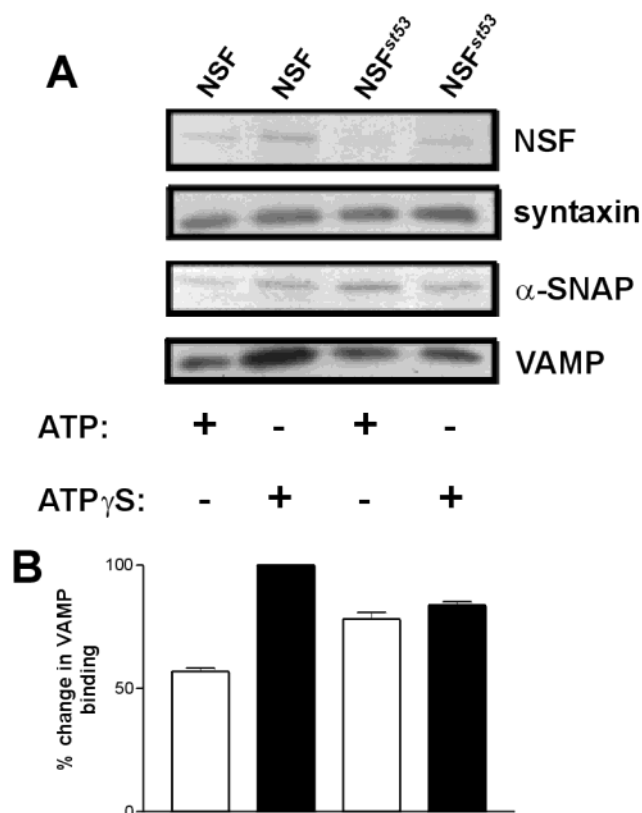 A
NSF NSF NSFst53 NSFst53
NSF
syntaxin
α-SNAP
VAMP
ATP: + - + -
ATPγS: - + - +
B
100
50
0
% change in VAMP
binding